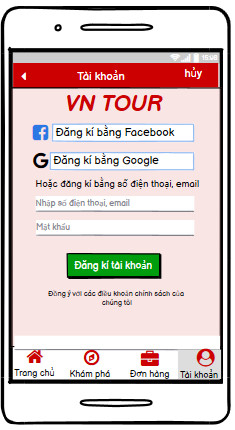 15:00
Tài khoản
hủy
VN TOUR
Đăng kí bằng Facebook
Đăng kí bằng Google
Hoặc đăng kí bằng số điện thoại, email
Nhập số điện thoại, email
Mật khẩu
Đăng kí tài khoản
Đồng ý với các điều khoản chính sách của
chúng tôi
Trang chủ
Khám phá
Đơn hàng
Tài khoản